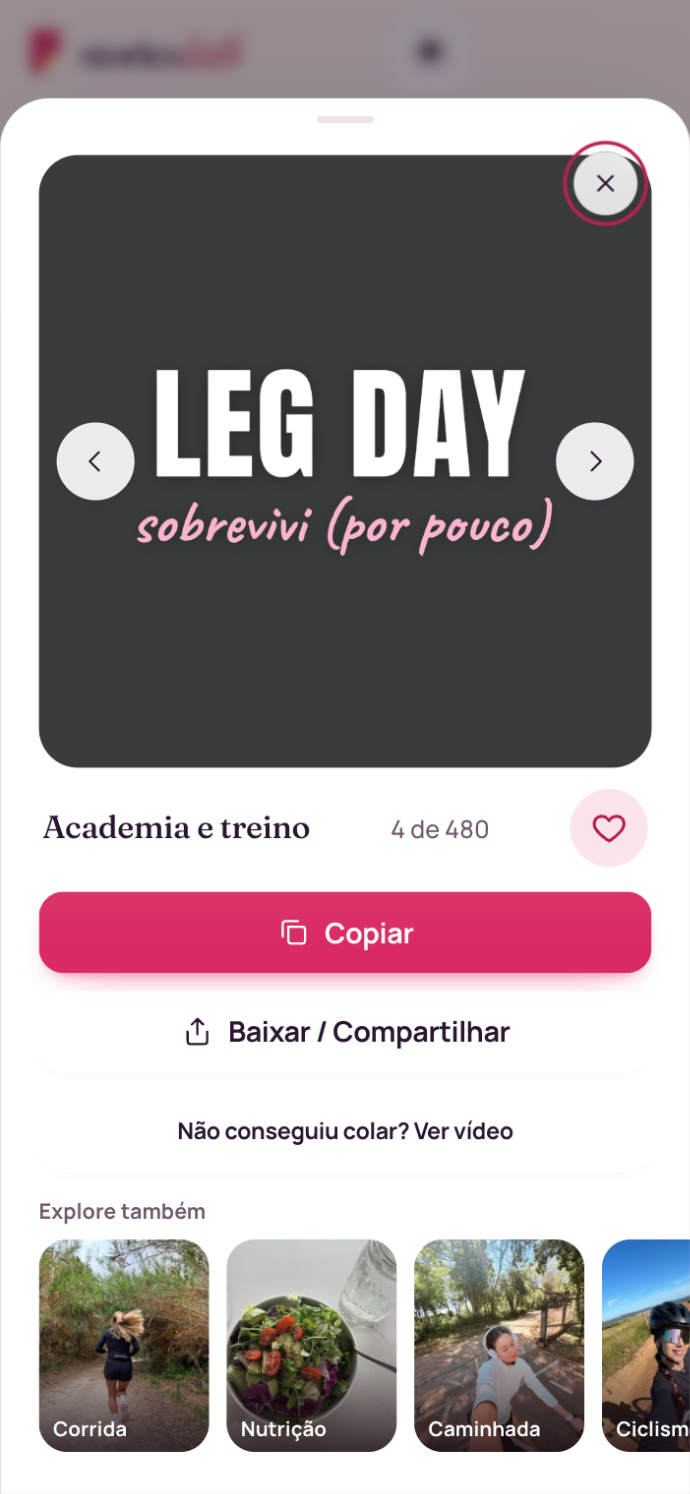 LEG DAY
sobrevivi (por pouco)
Academia e treino
4 de 480
Copiar
Baixar / Compartilhar
Não conseguiu colar? Ver vídeo
Explore também
Corrida
Nutrição
Caminhada